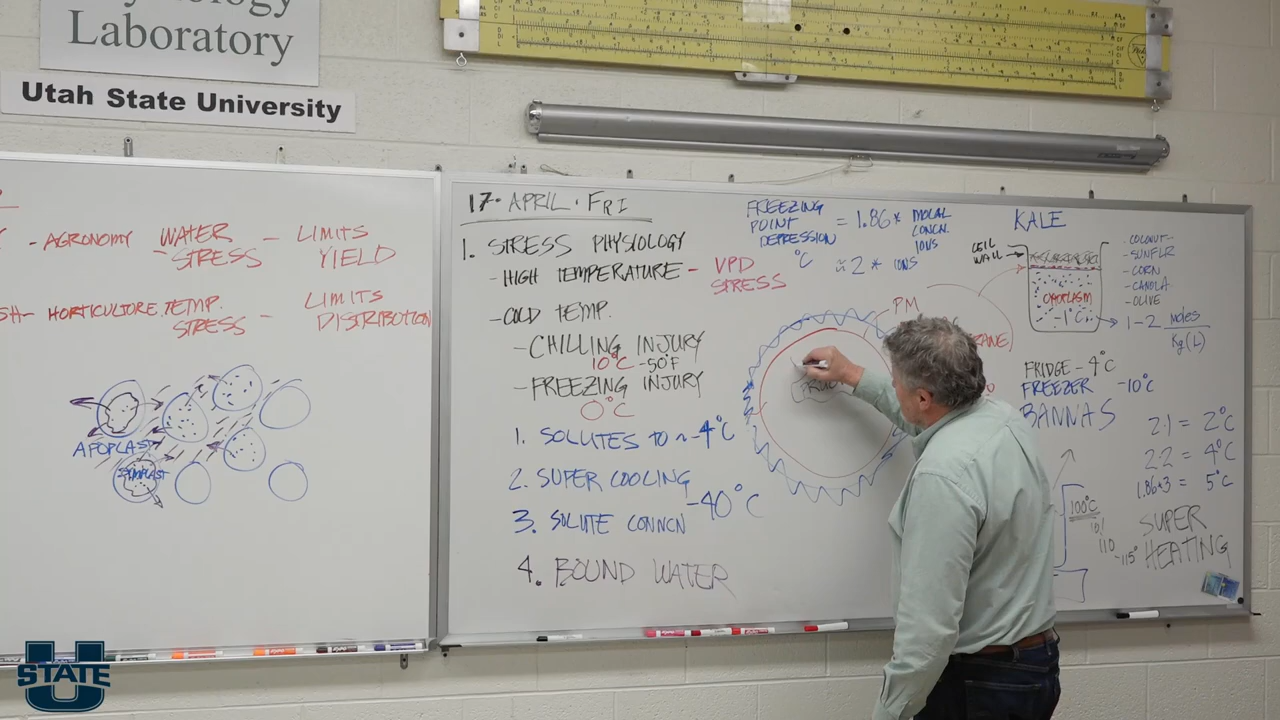 Laboratory
Utah State University
- AGRONOMY WATER STRESS - LIMITS YIELD
HORTICULTURE TEMP. STRESS - LIMITS DISTRIBUTION
APOPLAST
SYMPLAST
17 · APRIL · FRI
1. STRESS PHYSIOLOGY
- HIGH TEMPERATURE - VPD STRESS
- COLD TEMP.
- CHILLING INJURY
10°C -50°F
- FREEZING INJURY
0°C
1. SOLUTES TO ~ -4°C
2. SUPER COOLING
-40°C
3. SOLUTE CONNCN
4. BOUND WATER
FREEZING
POINT
DEPRESSION
°C
= 1.86 *
MOLAL
CONCN.
IONS
≈ 2 * IONS
PM
KALE
CELL
WALL
CYTOPLASM
-1°C
- COCONUT--
- SUNFLR
- CORN
- CANOLA
- OLIVE
1-2 moles
Kg (L)
FRIDGE - 4°C
FREEZER -10°C
BANNAS
2·1 = 2°C
2·2 = 4°C
1.86*3 = 5°C
100°C
110
-115°
SUPER
HEATING
U
STATE